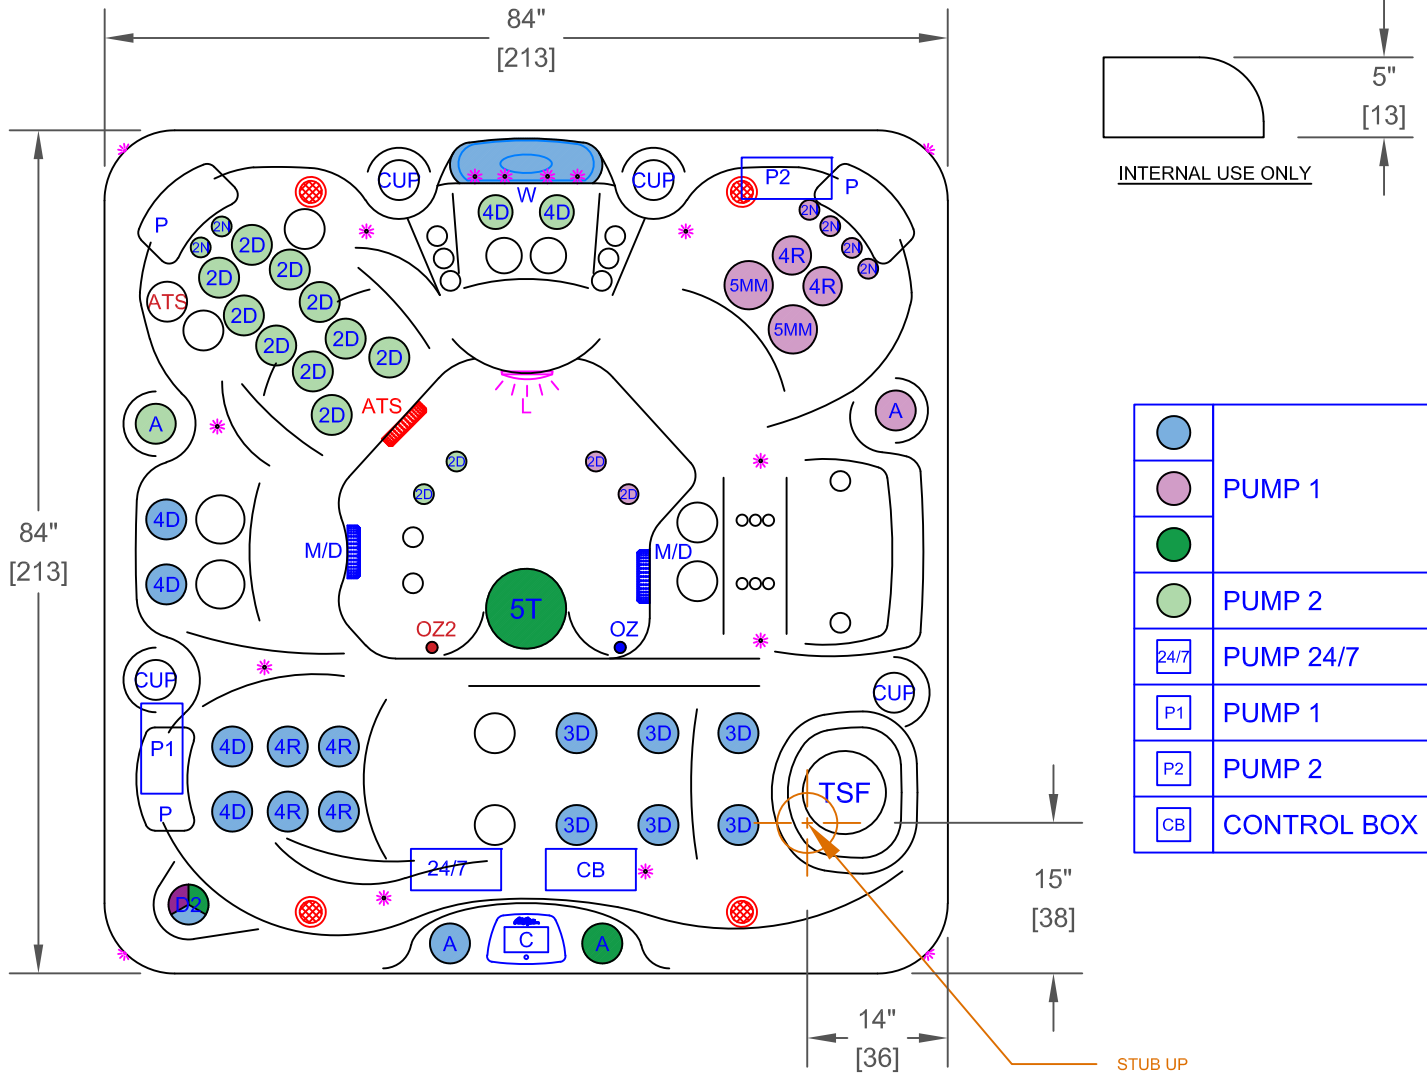 84"
[213]
5"
[13]
INTERNAL USE ONLY
CUP
CUP
P2
P
W
P
4D
4D
2N
2N
2N
2N
2N
2N
2D
2D
2D
2D
2D
2D
2D
2D
2D
2D
2D
ATS
4R
4R
5MM
5MM
L
ATS
A
A
2D
2D
2D
2D
84"
[213]
4D
4D
M/D
M/D
5T
OZ2
OZ
CUP
CUP
P1
P
4D
4R
4R
4D
4R
4R
3D
3D
3D
3D
3D
3D
TSF
24/7
CB
D2
A
C
A
15"
[38]
14"
[36]
STUB UP
PUMP 1
PUMP 2
24/7 PUMP 24/7
P1 PUMP 1
P2 PUMP 2
CB CONTROL BOX